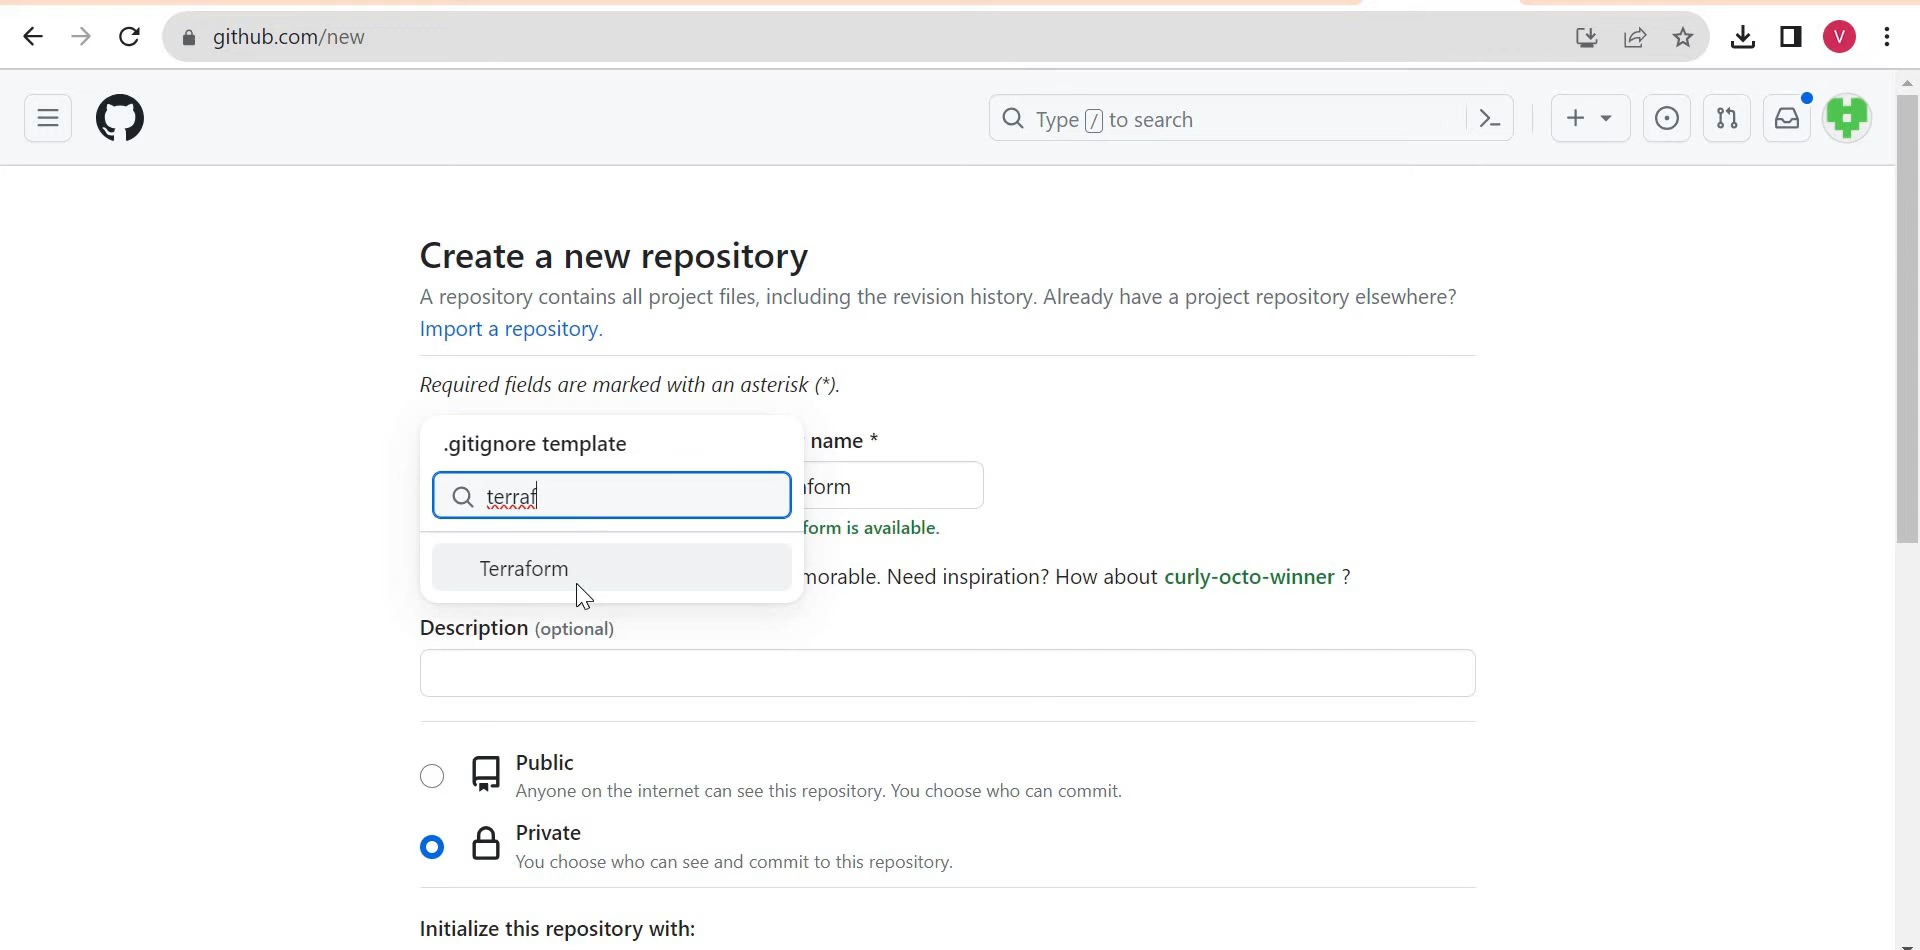 github.com/new
V
Type / to search
Create a new repository
A repository contains all project files, including the revision history. Already have a project repository elsewhere?
Import a repository.
Required fields are marked with an asterisk (*).
.gitignore template
name *
terraf
form
form is available.
Terraform
morable. Need inspiration? How about curly-octo-winner ?
Description (optional)
Public
Anyone on the internet can see this repository. You choose who can commit.
Private
You choose who can see and commit to this repository.
Initialize this repository with: